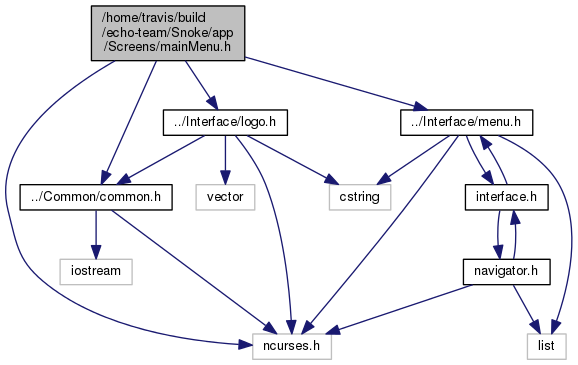 /home/travis/build
/echo-team/Snoke/app
/Screens/mainMenu.h
../Interface/logo.h
../Interface/menu.h
../Common/common.h
vector
cstring
interface.h
iostream
navigator.h
ncurses.h
list